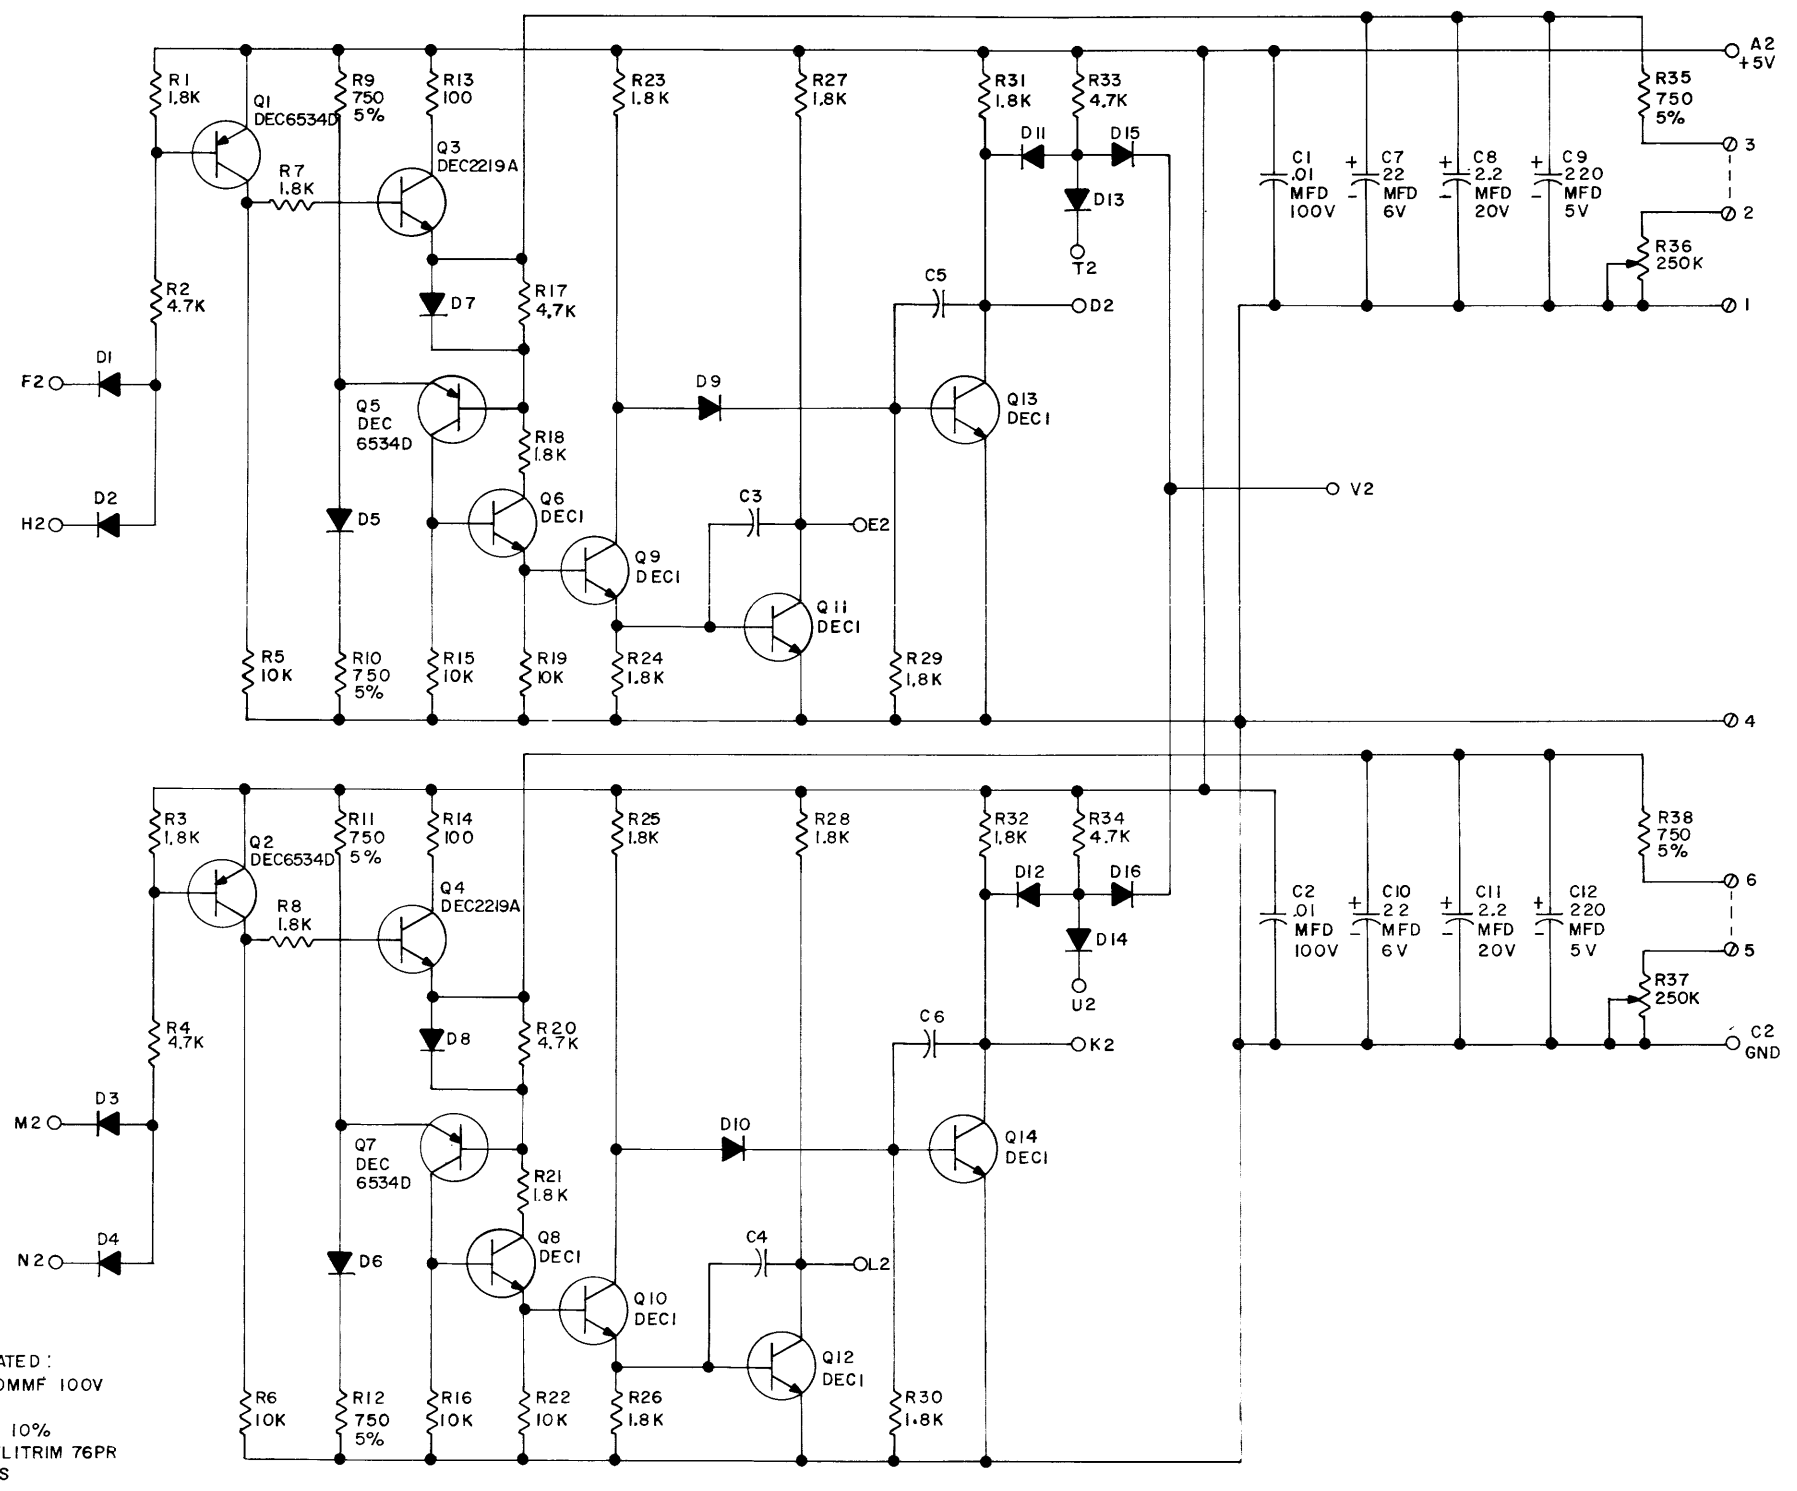 A2
+5V
R1
1.8K
Q1
DEC6534D
R9
750
5%
R13
100
R23
1.8K
R27
1.8K
R31
1.8K
R33
4.7K
R35
750
5%
3
Q3
DEC2219A
R7
1.8K
D11
D15
D13
T2
C1
.01
MFD
100V
+
C7
22
MFD
6V
−
+
C8
2.2
MFD
20V
−
+
C9
220
MFD
5V
−
2
R36
250K
1
R2
4.7K
D7
R17
4.7K
C5
D2
D1
F2
Q5
DEC
6534D
D9
Q13
DEC1
R18
1.8K
D2
H2
D5
Q6
DEC1
C3
E2
V2
Q9
DEC1
Q11
DEC1
R5
10K
R10
750
5%
R15
10K
R19
10K
R24
1.8K
R29
1.8K
4
R3
1.8K
Q2
DEC6534D
R11
750
5%
R14
100
R25
1.8K
R28
1.8K
R32
1.8K
R34
4.7K
R38
750
5%
6
Q4
DEC2219A
R8
1.8K
D12
D16
D14
U2
C2
.01
MFD
100V
+
C10
22
MFD
6V
−
+
C11
2.2
MFD
20V
−
+
C12
220
MFD
5V
−
5
R37
250K
C2
GND
R4
4.7K
D8
R20
4.7K
C6
K2
D3
M2
Q7
DEC
6534D
D10
Q14
DEC1
R21
1.8K
D4
N2
D6
Q8
DEC1
C4
L2
Q10
DEC1
Q12
DEC1
R6
10K
R12
750
5%
R16
10K
R22
10K
R26
1.8K
R30
1.8K
ATED:
0MMF 100V
10%
LITRIM 76PR
S